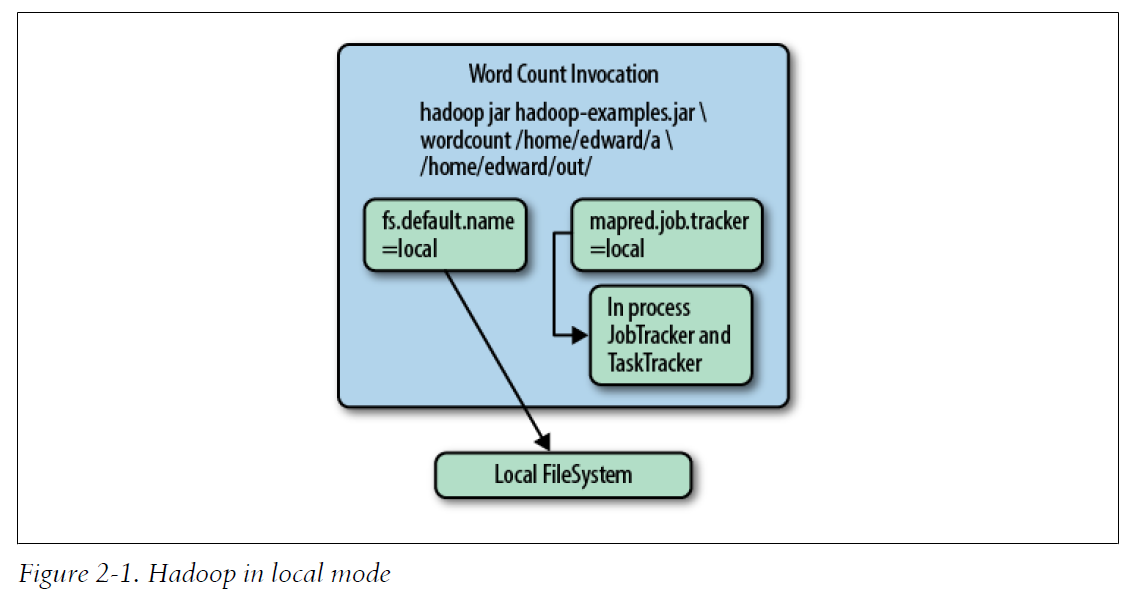 Word Count Invocation
hadoop jar hadoop-examples.jar \
wordcount /home/edward/a \
/home/edward/out/
fs.default.name
=local
mapred.job.tracker
=local
In process
JobTracker and
TaskTracker
Local FileSystem
Figure 2-1. Hadoop in local mode